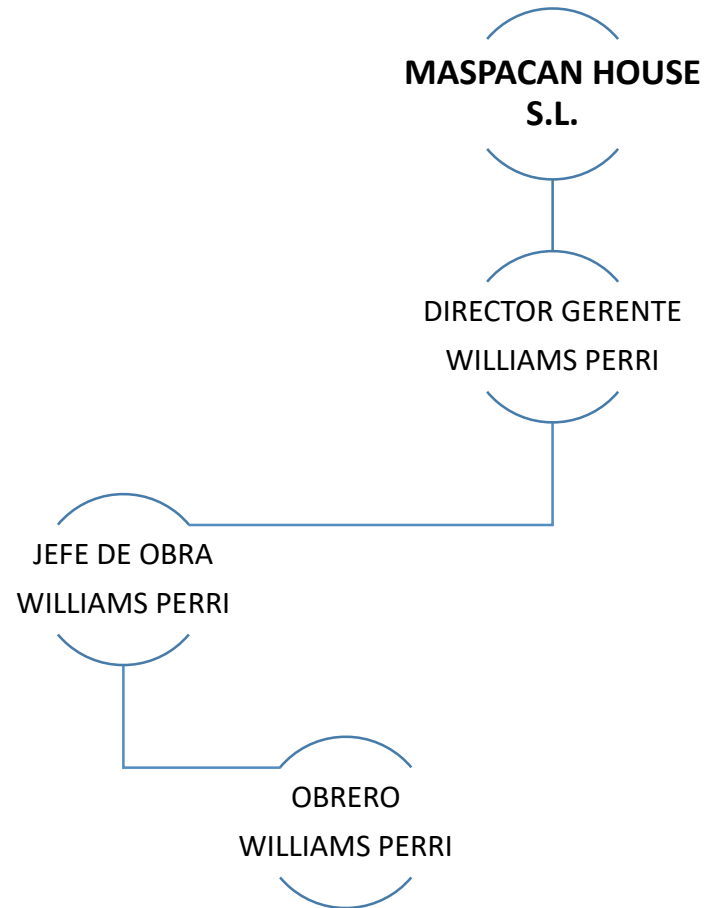 MASPACAN HOUSE
S.L.
DIRECTOR GERENTE
WILLIAMS PERRI
JEFE DE OBRA
WILLIAMS PERRI
OBRERO
WILLIAMS PERRI